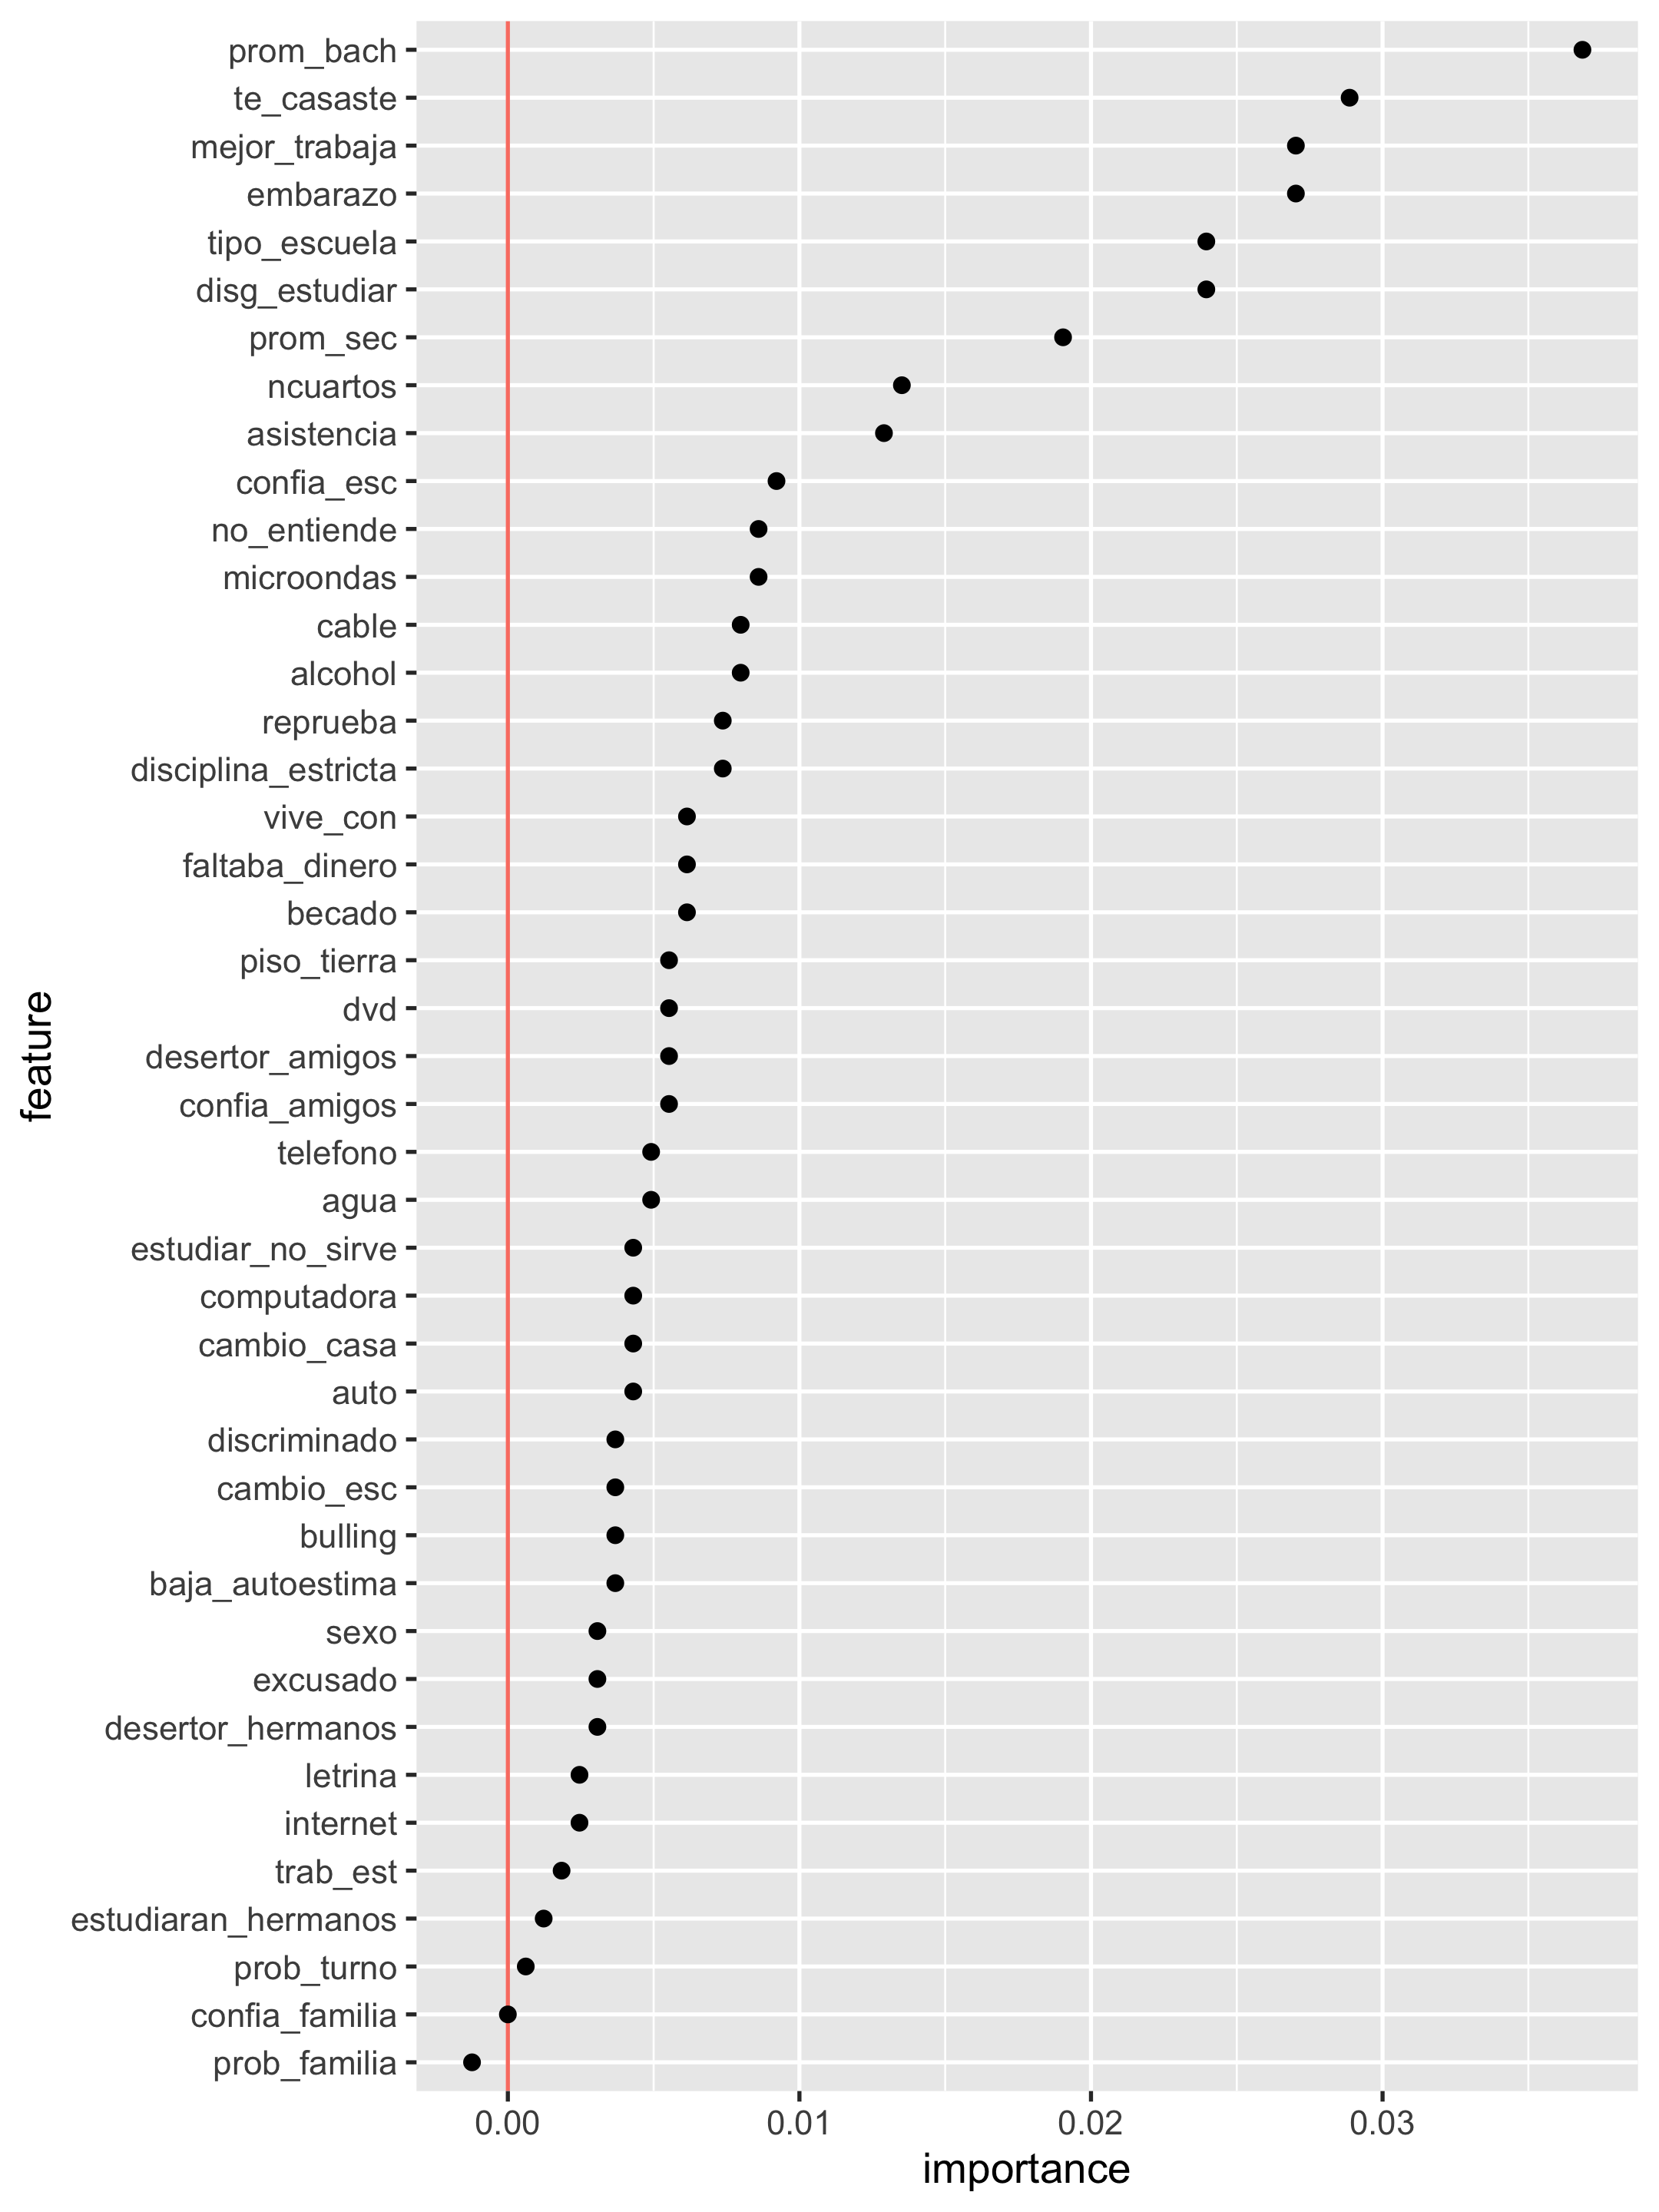 prom_bach
te_casaste
mejor_trabaja
embarazo
tipo_escuela
disg_estudiar
prom_sec
ncuartos
asistencia
confia_esc
no_entiende
microondas
cable
alcohol
reprueba
disciplina_estricta
vive_con
faltaba_dinero
becado
piso_tierra
dvd
desertor_amigos
confia_amigos
telefono
agua
estudiar_no_sirve
computadora
cambio_casa
auto
discriminado
cambio_esc
bulling
baja_autoestima
sexo
excusado
desertor_hermanos
letrina
internet
trab_est
estudiaran_hermanos
prob_turno
confia_familia
prob_familia
feature
0.00 0.01 0.02 0.03
importance